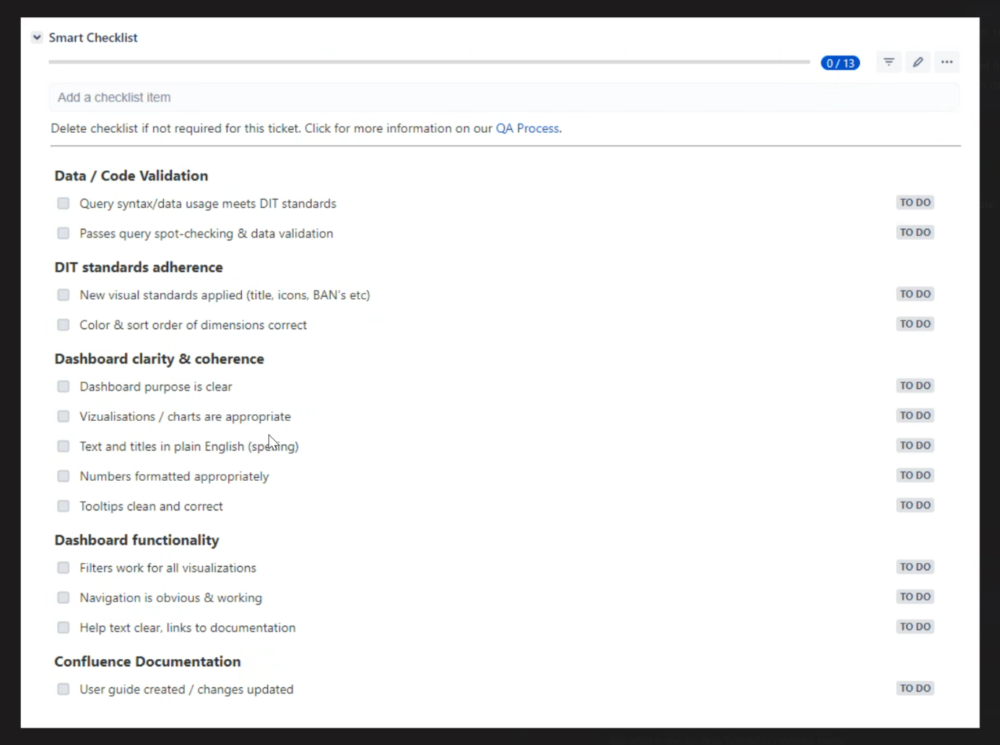 Smart Checklist
0 / 13
Add a checklist item
Delete checklist if not required for this ticket. Click for more information on our QA Process.
Data / Code Validation
Query syntax/data usage meets DIT standards TO DO
Passes query spot-checking & data validation TO DO
DIT standards adherence
New visual standards applied (title, icons, BAN's etc) TO DO
Color & sort order of dimensions correct TO DO
Dashboard clarity & coherence
Dashboard purpose is clear TO DO
Vizualisations / charts are appropriate TO DO
Text and titles in plain English (spelling) TO DO
Numbers formatted appropriately TO DO
Tooltips clean and correct TO DO
Dashboard functionality
Filters work for all visualizations TO DO
Navigation is obvious & working TO DO
Help text clear, links to documentation TO DO
Confluence Documentation
User guide created / changes updated TO DO